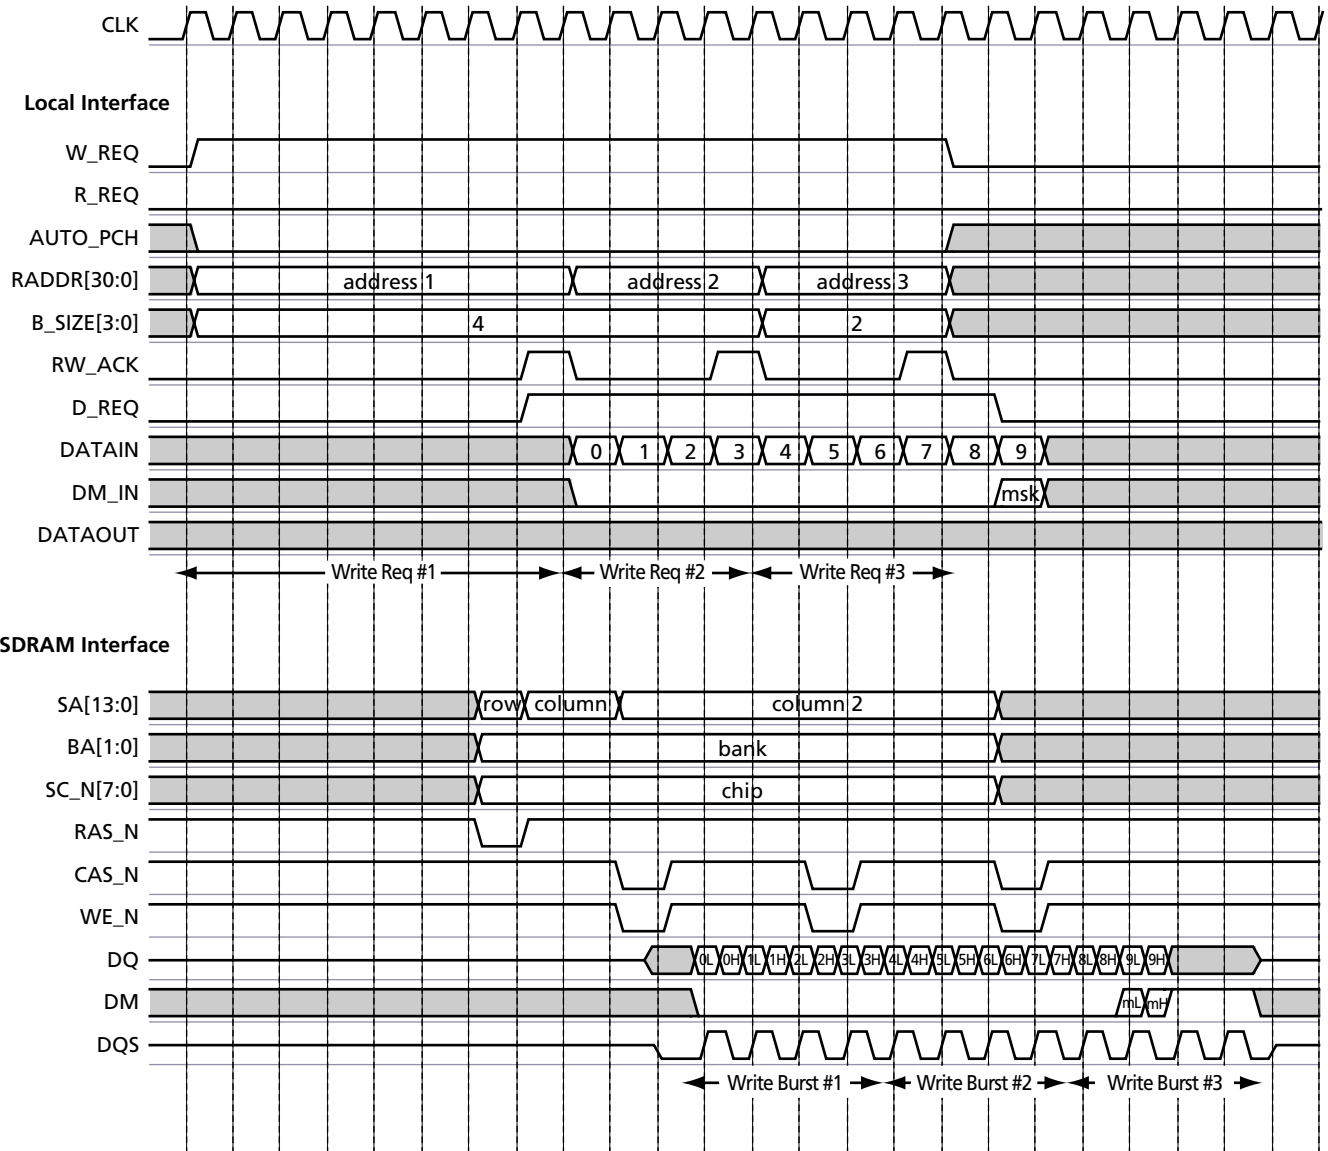 CLK
Local Interface
W_REQ
R_REQ
AUTO_PCH
RADDR[30:0] address 1 address 2 address 3
B_SIZE[3:0] 4 2
RW_ACK
D_REQ
DATAIN 0 1 2 3 4 5 6 7 8 9
DM_IN msk
DATAOUT
Write Req #1 Write Req #2 Write Req #3
SDRAM Interface
SA[13:0] row column column 2
BA[1:0] bank
SC_N[7:0] chip
RAS_N
CAS_N
WE_N
DQ 0L 0H 1L 1H 2L 2H 3L 3H 4L 4H 5L 5H 6L 6H 7L 7H 8L 8H 9L 9H
DM mL mH
DQS
Write Burst #1 Write Burst #2 Write Burst #3